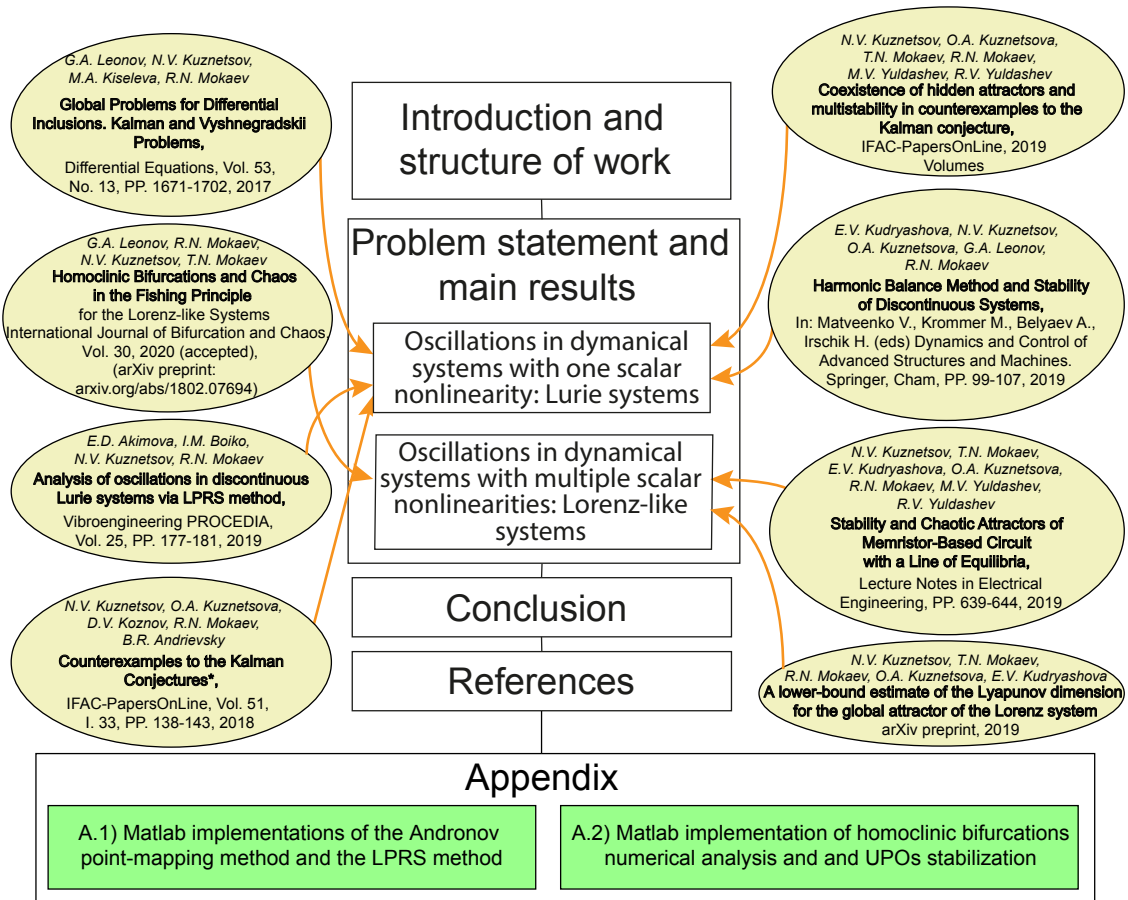 G.A. Leonov, N.V. Kuznetsov,
M.A. Kiseleva, R.N. Mokaev
Global Problems for Differential
Inclusions. Kalman and Vyshnegradskii
Problems,
Differential Equations, Vol. 53,
No. 13, PP. 1671-1702, 2017
G.A. Leonov, R.N. Mokaev,
N.V. Kuznetsov, T.N. Mokaev
Homoclinic Bifurcations and Chaos
in the Fishing Principle
for the Lorenz-like Systems
International Journal of Bifurcation and Chaos,
Vol. 30, 2020 (accepted),
(arXiv preprint:
arxiv.org/abs/1802.07694)
E.D. Akimova, I.M. Boiko,
N.V. Kuznetsov, R.N. Mokaev
Analysis of oscillations in discontinuous
Lurie systems via LPRS method,
Vibroengineering PROCEDIA,
Vol. 25, PP. 177-181, 2019
N.V. Kuznetsov, O.A. Kuznetsova,
D.V. Koznov, R.N. Mokaev,
B.R. Andrievsky
Counterexamples to the Kalman
Conjectures*,
IFAC-PapersOnLine, Vol. 51,
I. 33, PP. 138-143, 2018
Introduction and
structure of work
Problem statement and
main results
Oscillations in dymanical
systems with one scalar
nonlinearity: Lurie systems
Oscillations in dynamical
systems with multiple scalar
nonlinearities: Lorenz-like
systems
Conclusion
References
N.V. Kuznetsov, O.A. Kuznetsova,
T.N. Mokaev, R.N. Mokaev,
M.V. Yuldashev, R.V. Yuldashev
Coexistence of hidden attractors and
multistability in counterexamples to the
Kalman conjecture,
IFAC-PapersOnLine, 2019
Volumes
E.V. Kudryashova, N.V. Kuznetsov,
O.A. Kuznetsova, G.A. Leonov,
R.N. Mokaev
Harmonic Balance Method and Stability
of Discontinuous Systems,
In: Matveenko V., Krommer M., Belyaev A.,
Irschik H. (eds) Dynamics and Control of
Advanced Structures and Machines.
Springer, Cham, PP. 99-107, 2019
N.V. Kuznetsov, T.N. Mokaev,
E.V. Kudryashova, O.A. Kuznetsova,
R.N. Mokaev, M.V. Yuldashev,
R.V. Yuldashev
Stability and Chaotic Attractors of
Memristor-Based Circuit
with a Line of Equilibria,
Lecture Notes in Electrical
Engineering, PP. 639-644, 2019
N.V. Kuznetsov, T.N. Mokaev,
R.N. Mokaev, O.A. Kuznetsova, E.V. Kudryashova
A lower-bound estimate of the Lyapunov dimension
for the global attractor of the Lorenz system
arXiv preprint, 2019
Appendix
A.1) Matlab implementations of the Andronov
point-mapping method and the LPRS method
A.2) Matlab implementation of homoclinic bifurcations
numerical analysis and and UPOs stabilization